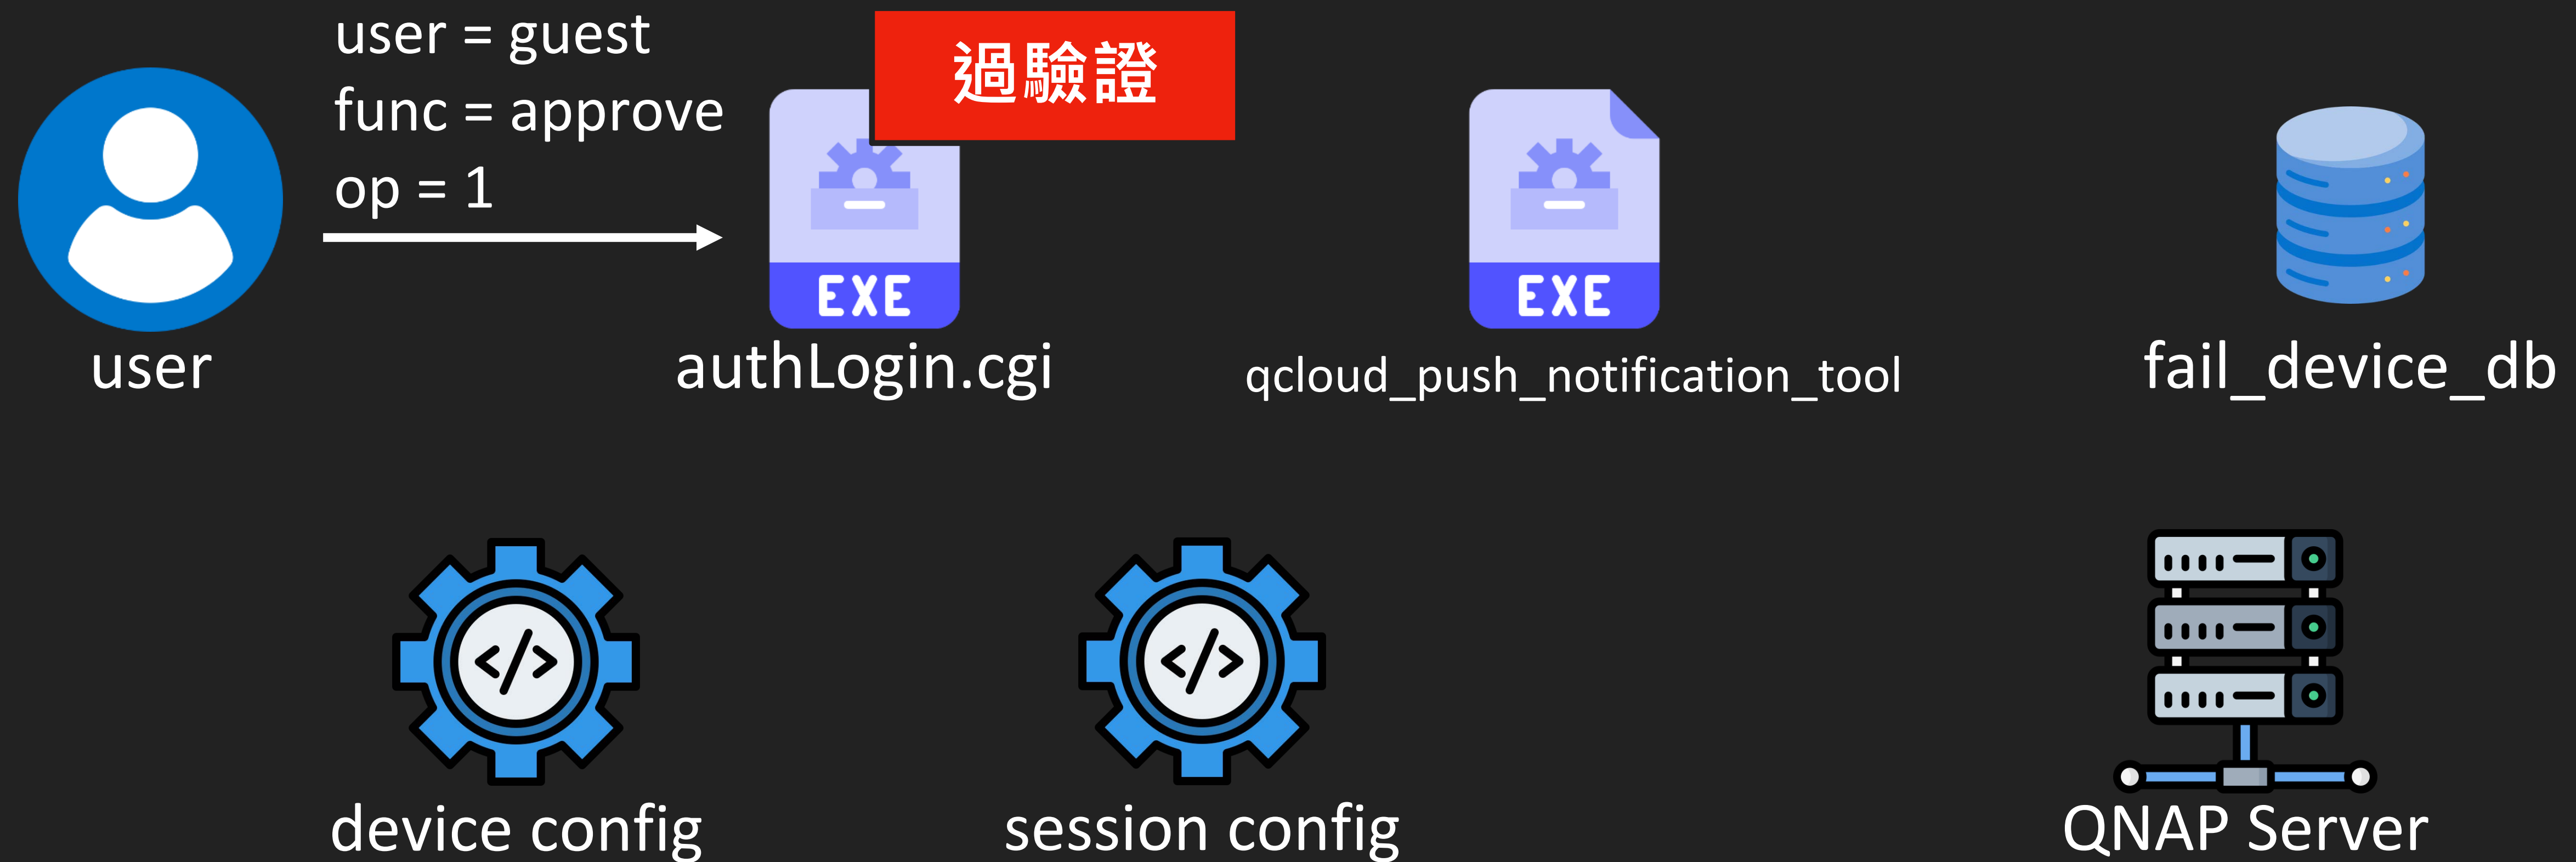 user = guest
func = approve
op = 1
過驗證
EXE
EXE
user
authLogin.cgi
qcloud_push_notification_tool
fail_device_db
device config
session config
QNAP Server